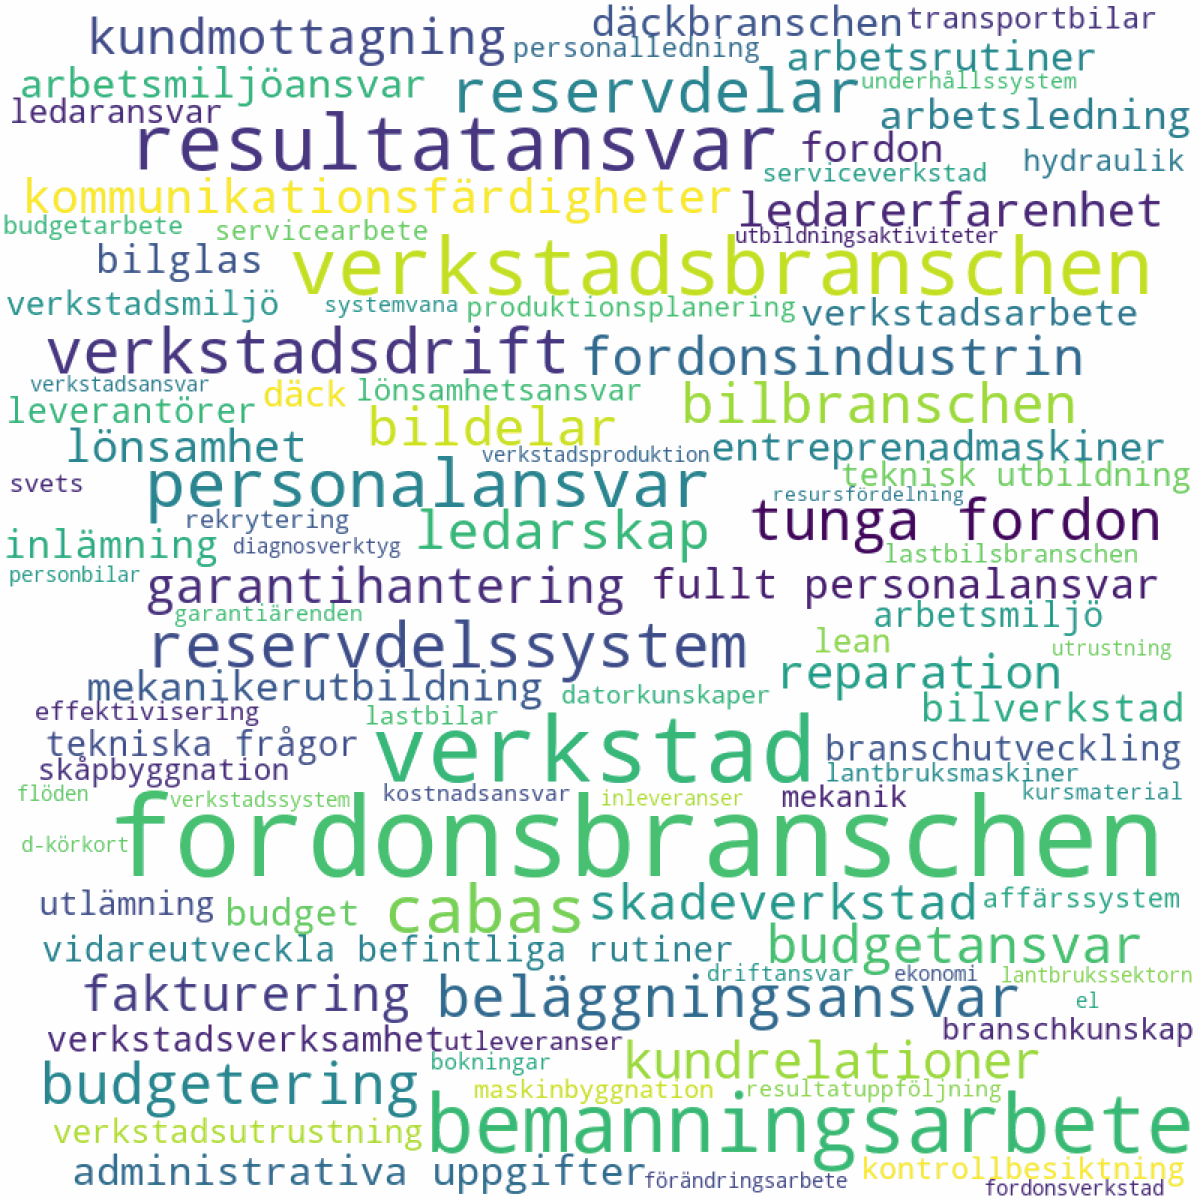 kundmottagning däckbranschen transportbilar
personalledning arbetsrutiner
arbetsmiljöansvar reservdelar underhållssystem
ledaransvar arbetsledning
resultatansvar fordon hydraulik
serviceverkstad
kommunikationsfärdigheter ledarerfarenhet
budgetarbete servicearbete utbildningsaktiviteter
bilglas verkstadsbranschen
verkstadsmiljö systemvana produktionsplanering verkstadsarbete
verkstadsdrift fordonsindustrin
verkstadsansvar däck lönsamhetsansvar bilbranschen
leverantörer bildelar
lönsamhet verkstadsproduktion entreprenadmaskiner
svets personalansvar teknisk utbildning
resursfördelning
rekrytering ledarskap tunga fordon
inlämning diagnosverktyg lastbilsbranschen
personbilar garantihantering fullt personalansvar
garantiärenden arbetsmiljö
reservdelssystem lean utrustning
mekanikerutbildning datorkunskaper reparation
effektivisering lastbilar bilverkstad
tekniska frågor verkstad branschutveckling
skåpbyggnation lantbruksmaskiner
flöden verkstadssystem kostnadsansvar inleveranser mekanik kursmaterial
d-körkort fordonsbranschen
utlämning budget cabas skadeverkstad affärssystem
vidareutveckla befintliga rutiner budgetansvar
driftansvar ekonomi lantbrukssektorn
fakturering beläggningsansvar el
verkstadsverksamhet utleveranser branschkunskap
bokningar kundrelationer
budgetering maskinbyggnation resultatuppföljning
verkstadsutrustning bemanningsarbete
administrativa uppgifter förändringsarbete kontrollbesiktning
fordonsverkstad